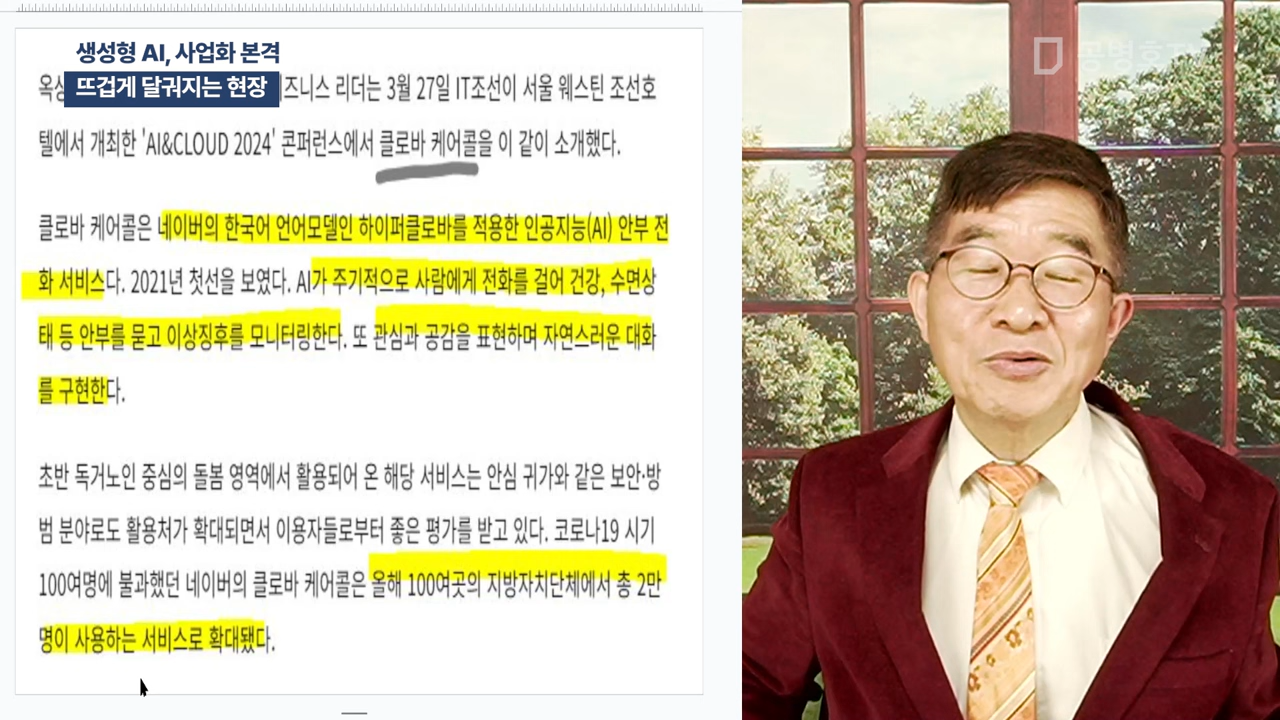 생성형 AI, 사업화 본격
뜨겁게 달궈지는 현장
옥상 즈니스 리더는 3월 27일 IT조선이 서울 웨스틴 조선호
텔에서 개최한 'AI&CLOUD 2024' 콘퍼런스에서 클로바 케어콜을 이 같이 소개했다.
클로바 케어콜은 네이버의 한국어 언어모델인 하이퍼클로바를 적용한 인공지능(AI) 안부 전
화 서비스다. 2021년 첫선을 보였다. AI가 주기적으로 사람에게 전화를 걸어 건강, 수면상
태 등 안부를 묻고 이상징후를 모니터링한다. 또 관심과 공감을 표현하며 자연스러운 대화
를 구현한다.
초반 독거노인 중심의 돌봄 영역에서 활용되어 온 해당 서비스는 안심 귀가와 같은 보안·방
범 분야로도 활용처가 확대되면서 이용자들로부터 좋은 평가를 받고 있다. 코로나19 시기
100여명에 불과했던 네이버의 클로바 케어콜은 올해 100여곳의 지방자치단체에서 총 2만
명이 사용하는 서비스로 확대됐다.
공병호